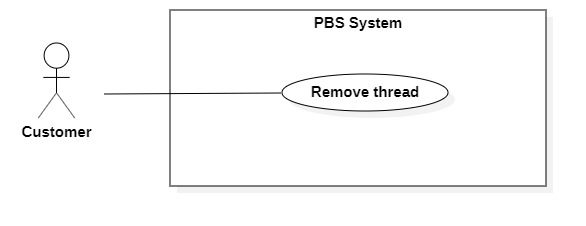 PBS System
Remove thread
Customer